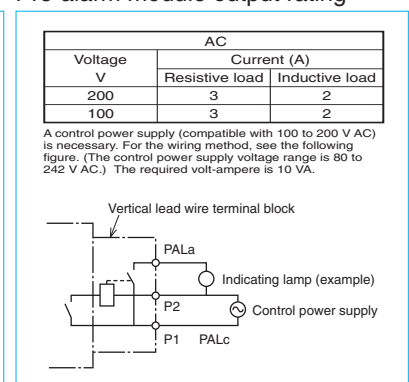 Pre-alarm module output rating
AC
Voltage V
Current (A)
Resistive load
Inductive load
200 3 2
100 3 2
A control power supply (compatible with 100 to 200 V AC)
is necessary. For the wiring method, see the following
figure. (The control power supply voltage range is 80 to
242 V AC.) The required volt-ampere is 10 VA.
Vertical lead wire terminal block
PALa
Indicating lamp (example)
P2
Control power supply
P1 PALc